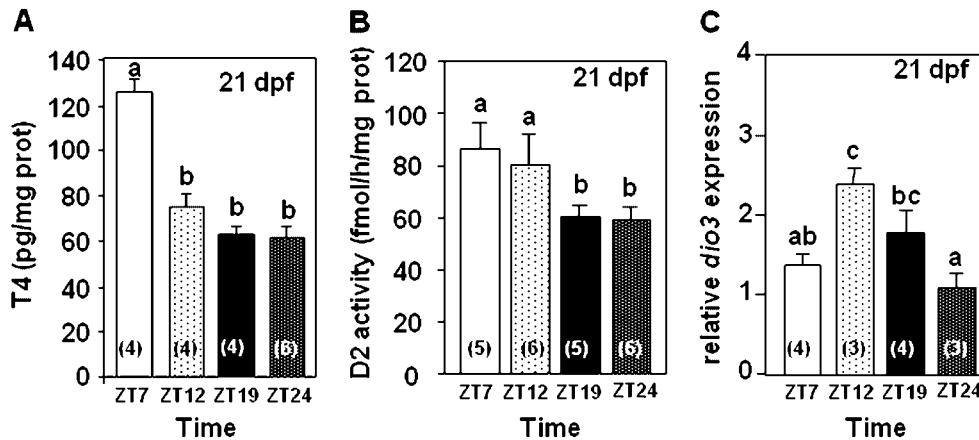 A
T4 (pg/mg prot)
140
120
100
80
60
40
20
0
21 dpf
a
b
b
b
(4)
(4)
(4)
(6)
ZT7 ZT12 ZT19 ZT24
Time
B
D2 activity (fmol/h/mg prot)
120
100
80
60
40
20
0
21 dpf
a
a
b
b
(5)
(6)
(5)
(6)
ZT7 ZT12 ZT19 ZT24
Time
C
relative dio3 expression
4
3
2
1
0
21 dpf
ab
c
bc
a
(4)
(3)
(4)
(3)
ZT7 ZT12 ZT19 ZT24
Time